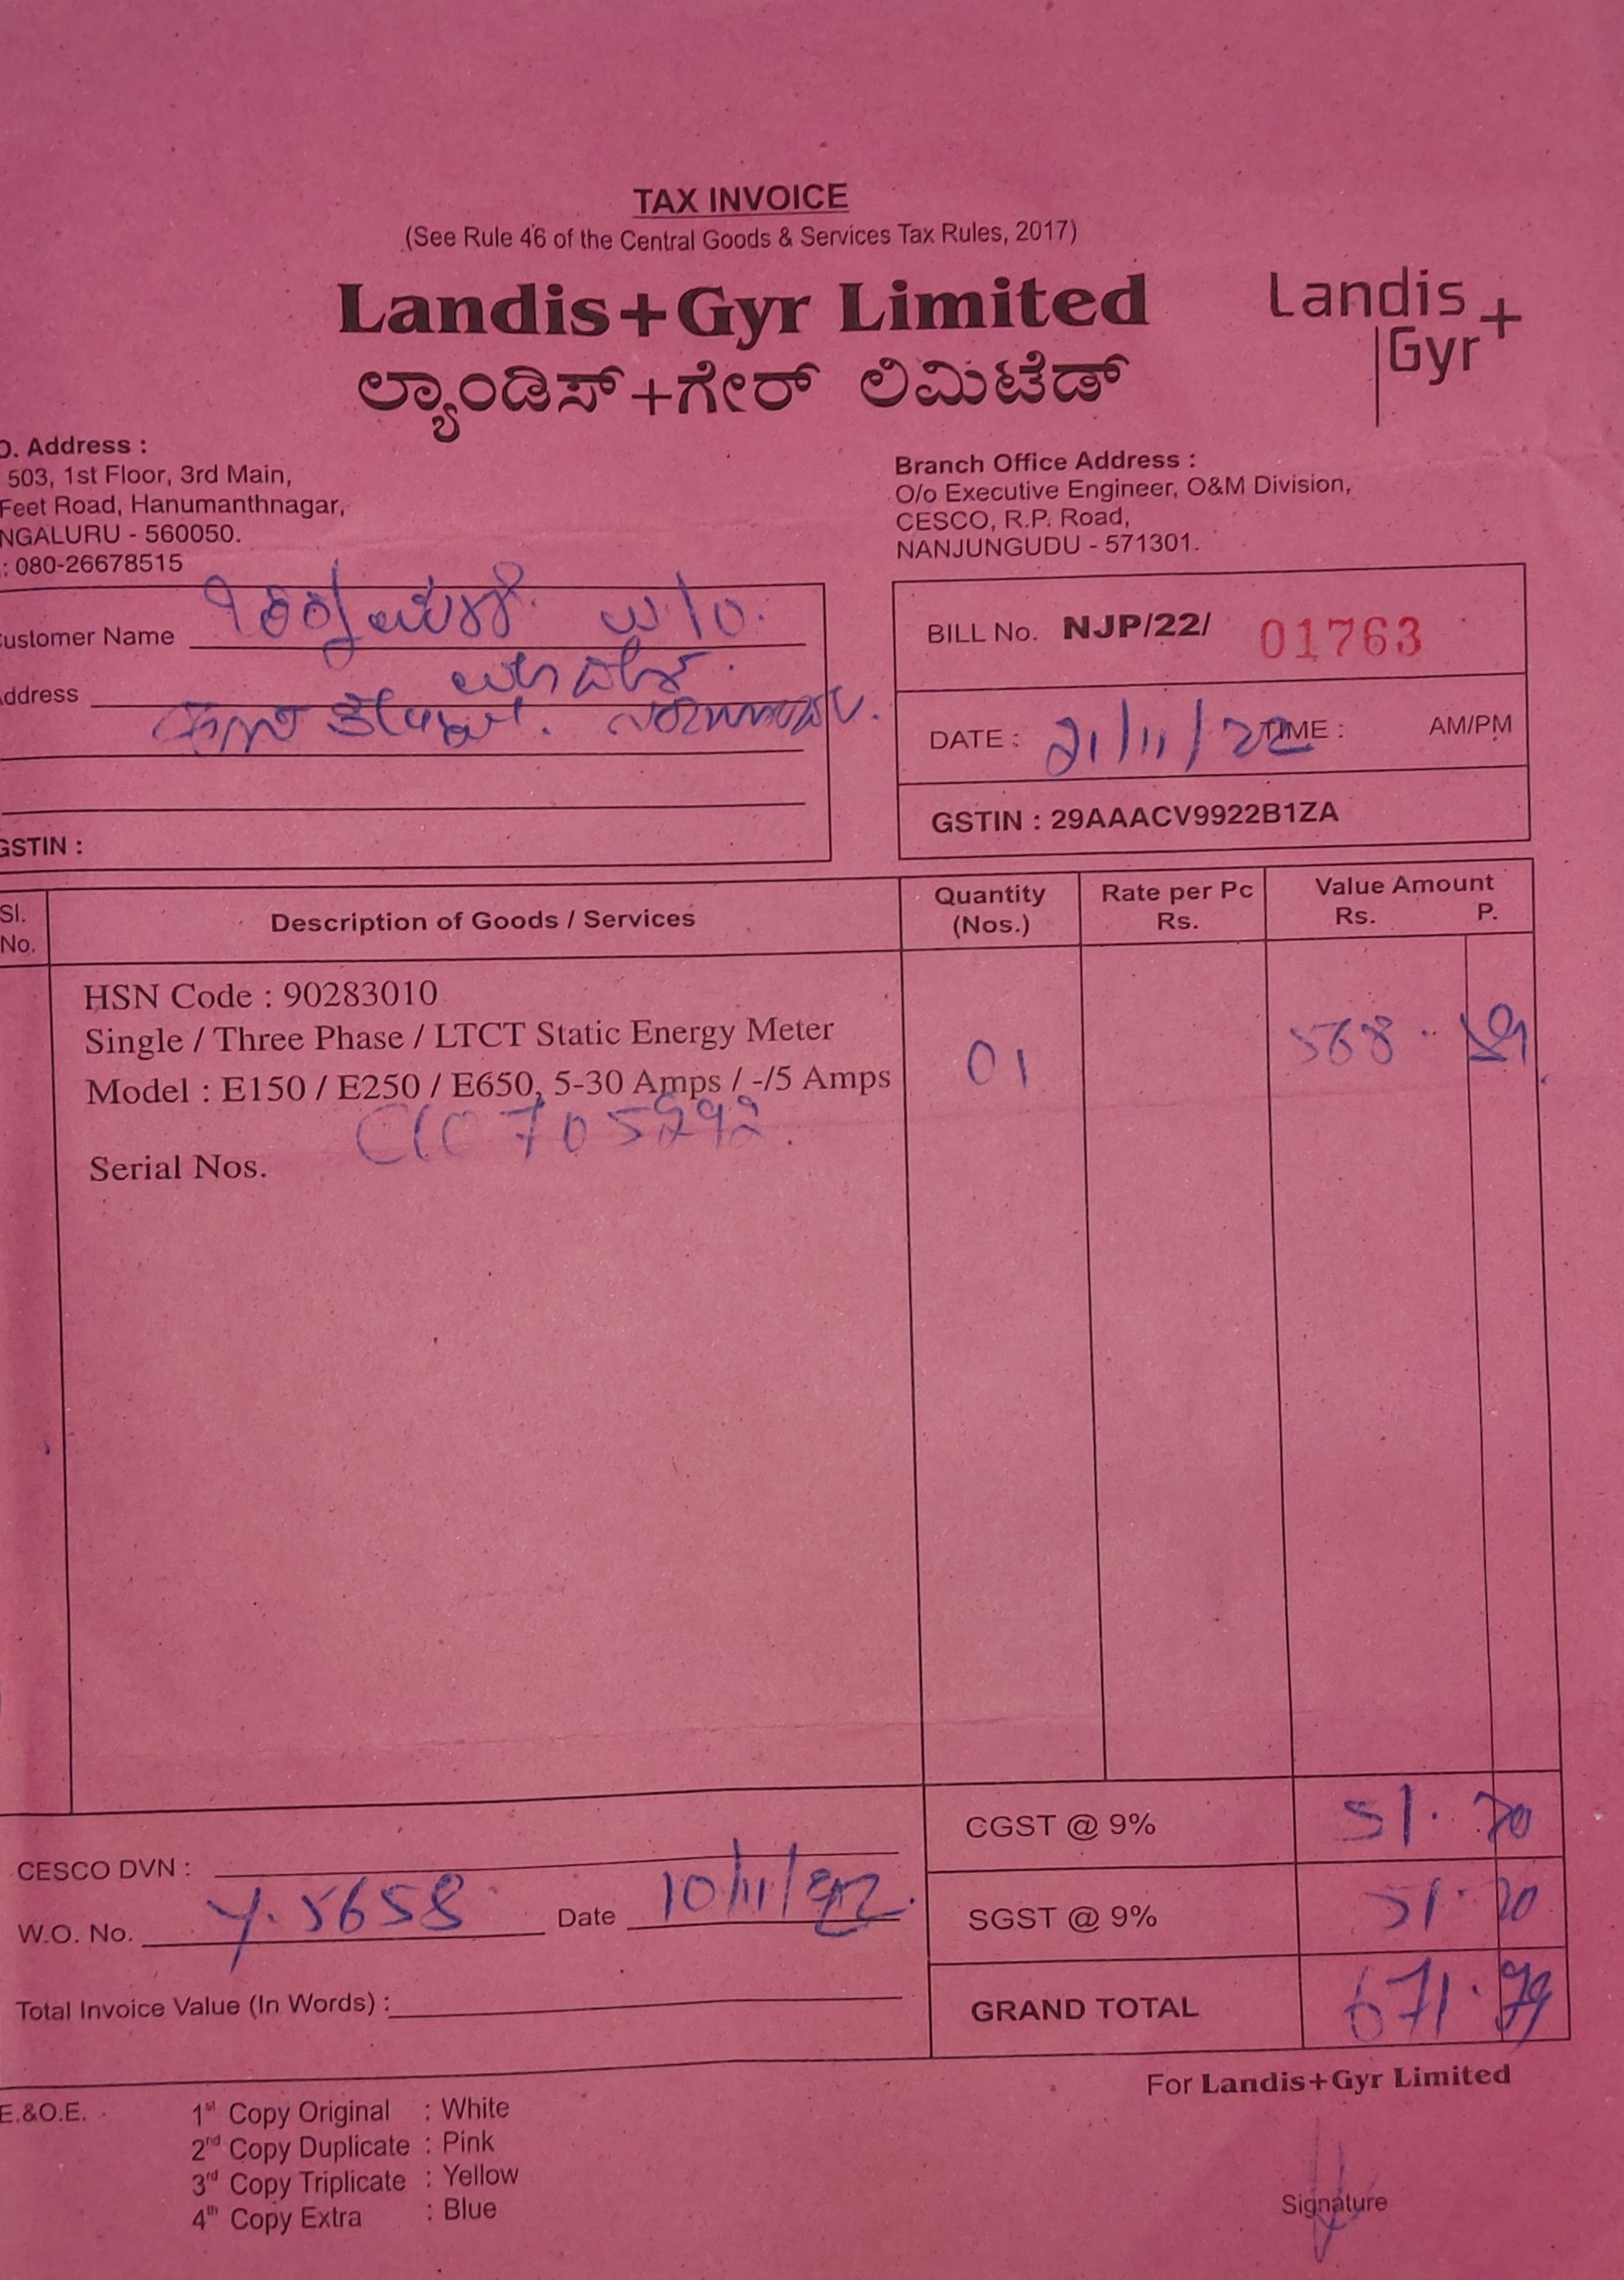 TAX INVOICE
(See Rule 46 of the Central Goods & Services Tax Rules, 2017)
Landis+Gyr Limited
ಲ್ಯಾಂಡಿಸ್+ಗೇರ್ ಲಿಮಿಟೆಡ್
Landis+
Gyr
O. Address :
503, 1st Floor, 3rd Main,
Feet Road, Hanumanthnagar,
NGALURU - 560050.
: 080-26678515
Branch Office Address :
O/o Executive Engineer, O&M Division,
CESCO, R.P. Road,
NANJUNGUDU - 571301.
ustomer Name
ddress
GSTIN :
BILL No. NJP/22/ 01763
DATE : 21/11/22 TIME : AM/PM
GSTIN : 29AAACV9922B1ZA
Sl. No. Description of Goods / Services Quantity (Nos.) Rate per Pc Rs. Value Amount Rs. P.
HSN Code : 90283010
Single / Three Phase / LTCT Static Energy Meter 01
Model : E150 / E250 / E650, 5-30 Amps / -/5 Amps
Serial Nos.
CGST @ 9% 51.20
SGST @ 9% 51.20
GRAND TOTAL 671.79
CESCO DVN :
W.O. No. Y.5658 Date 10/11/22
Total Invoice Value (In Words) :
For Landis+Gyr Limited
E.&O.E.
1st Copy Original : White
2nd Copy Duplicate : Pink
3rd Copy Triplicate : Yellow
4th Copy Extra : Blue
Signature